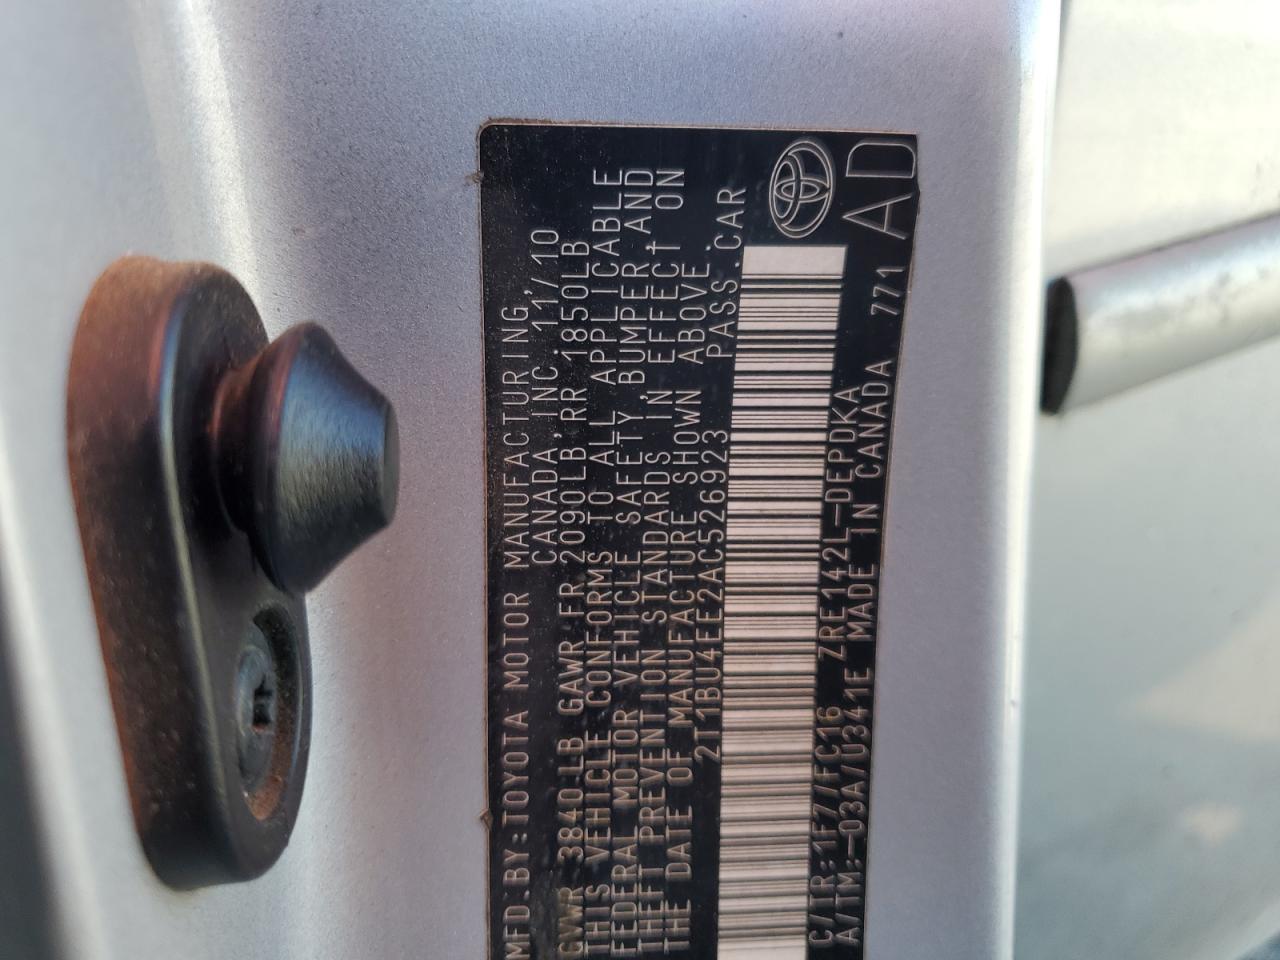 MFD.BY:TOYOTA MOTOR MANUFACTURING,
CANADA, INC. 11/10
GVWR 3840LB GAWR FR 2090LB RR 1850LB
THIS VEHICLE CONFORMS TO ALL APPLICABLE
FEDERAL MOTOR VEHICLE SAFETY, BUMPER, AND
THEFT PREVENTION STANDARDS IN EFFECT ON
THE DATE OF MANUFACTURE SHOWN ABOVE.
2T1BU4EE2AC526923 PASS.CAR
C/TR:1F7/FC16 ZRE142L-DEPDKA
A/TM:-03A/U341E MADE IN CANADA 771 AD